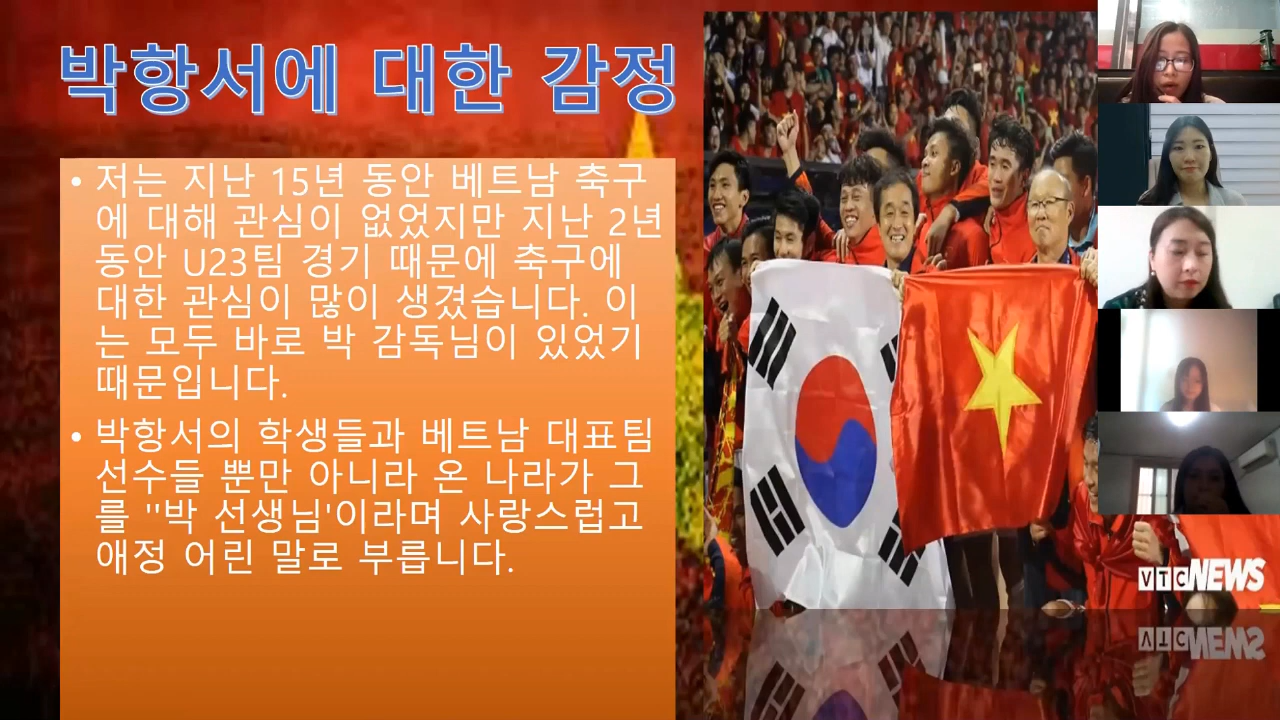 박항서에 대한 감정
• 저는 지난 15년 동안 베트남 축구
에 대해 관심이 없었지만 지난 2년
동안 U23팀 경기 때문에 축구에
대한 관심이 많이 생겼습니다. 이
는 모두 바로 박 감독님이 있었기
때문입니다.
• 박항서의 학생들과 베트남 대표팀
선수들 뿐만 아니라 온 나라가 그
를 ''박 선생님'이라며 사랑스럽고
애정 어린 말로 부릅니다.
VTC NEWS